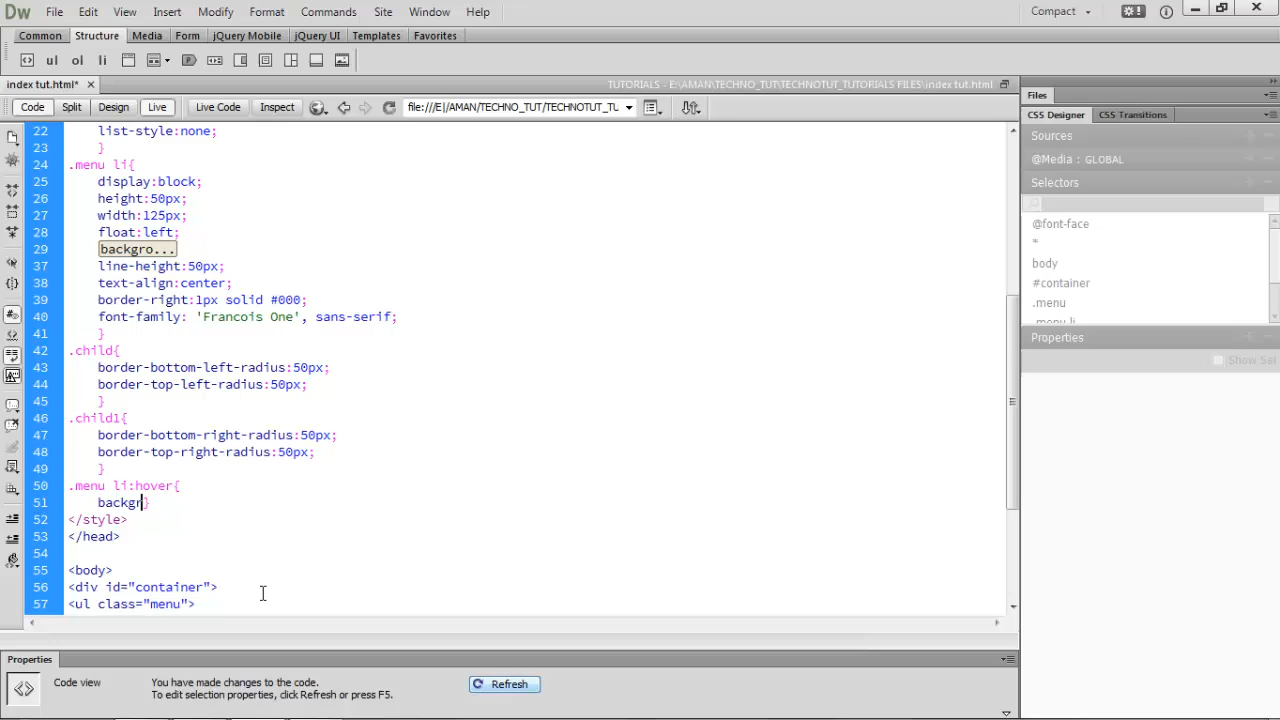 Dw File Edit View Insert Modify Format Commands Site Window Help Compact
Common Structure Media Form jQuery Mobile jQuery UI Templates Favorites
ul ol li
index tut.html* TUTORIALS - E:\AMAN\TECHNO_TUT\TECHNOTUT_TUTORIALS FILES\index tut.html
Code Split Design Live Live Code Inspect file:///E|/AMAN/TECHNO_TUT/TECHNOTUT_TU
22 list-style:none;
23 }
24 .menu li{
25 display:block;
26 height:50px;
27 width:125px;
28 float:left;
29 backgro...
37 line-height:50px;
38 text-align:center;
39 border-right:1px solid #000;
40 font-family: 'Francois One', sans-serif;
41 }
42 .child{
43 border-bottom-left-radius:50px;
44 border-top-left-radius:50px;
45 }
46 .child1{
47 border-bottom-right-radius:50px;
48 border-top-right-radius:50px;
49 }
50 .menu li:hover{
51 backgr}
52 </style>
53 </head>
54
55 <body>
56 <div id="container">
57 <ul class="menu">
Files
CSS Designer CSS Transitions
Sources
@Media : GLOBAL
Selectors
@font-face
*
body
#container
.menu
.menu li
Properties
Show Set
Properties
Code view You have made changes to the code.
To edit selection properties, click Refresh or press F5.
Refresh